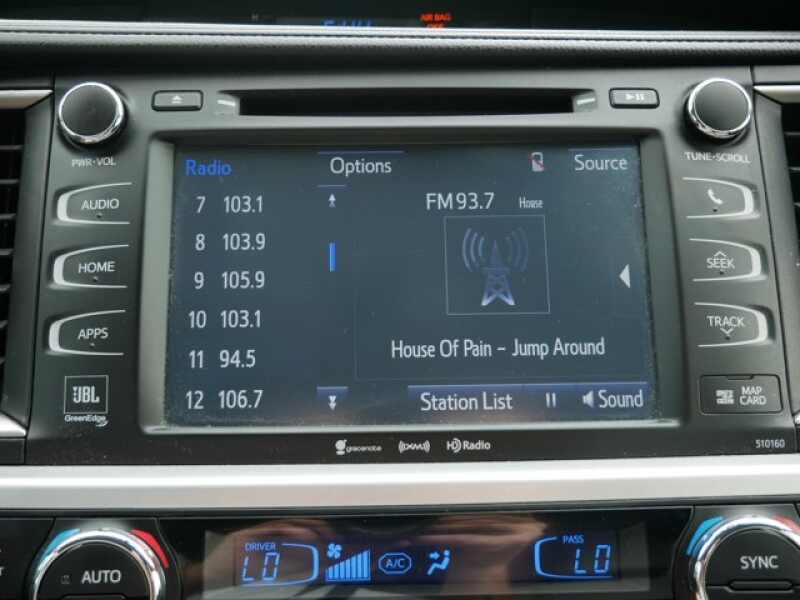 AIR BAG
OFF
PWR•VOL
TUNE•SCROLL
Radio Options Source
7 103.1
8 103.9
9 105.9
10 103.1
11 94.5
12 106.7
FM 93.7 House
House Of Pain - Jump Around
Station List Sound
AUDIO
HOME
APPS
JBL
GreenEdge
SEEK
TRACK
MAP
CARD
gracenote (XM) HD Radio
510160
AUTO
DRIVER
LO
A/C
PASS
LO
SYNC